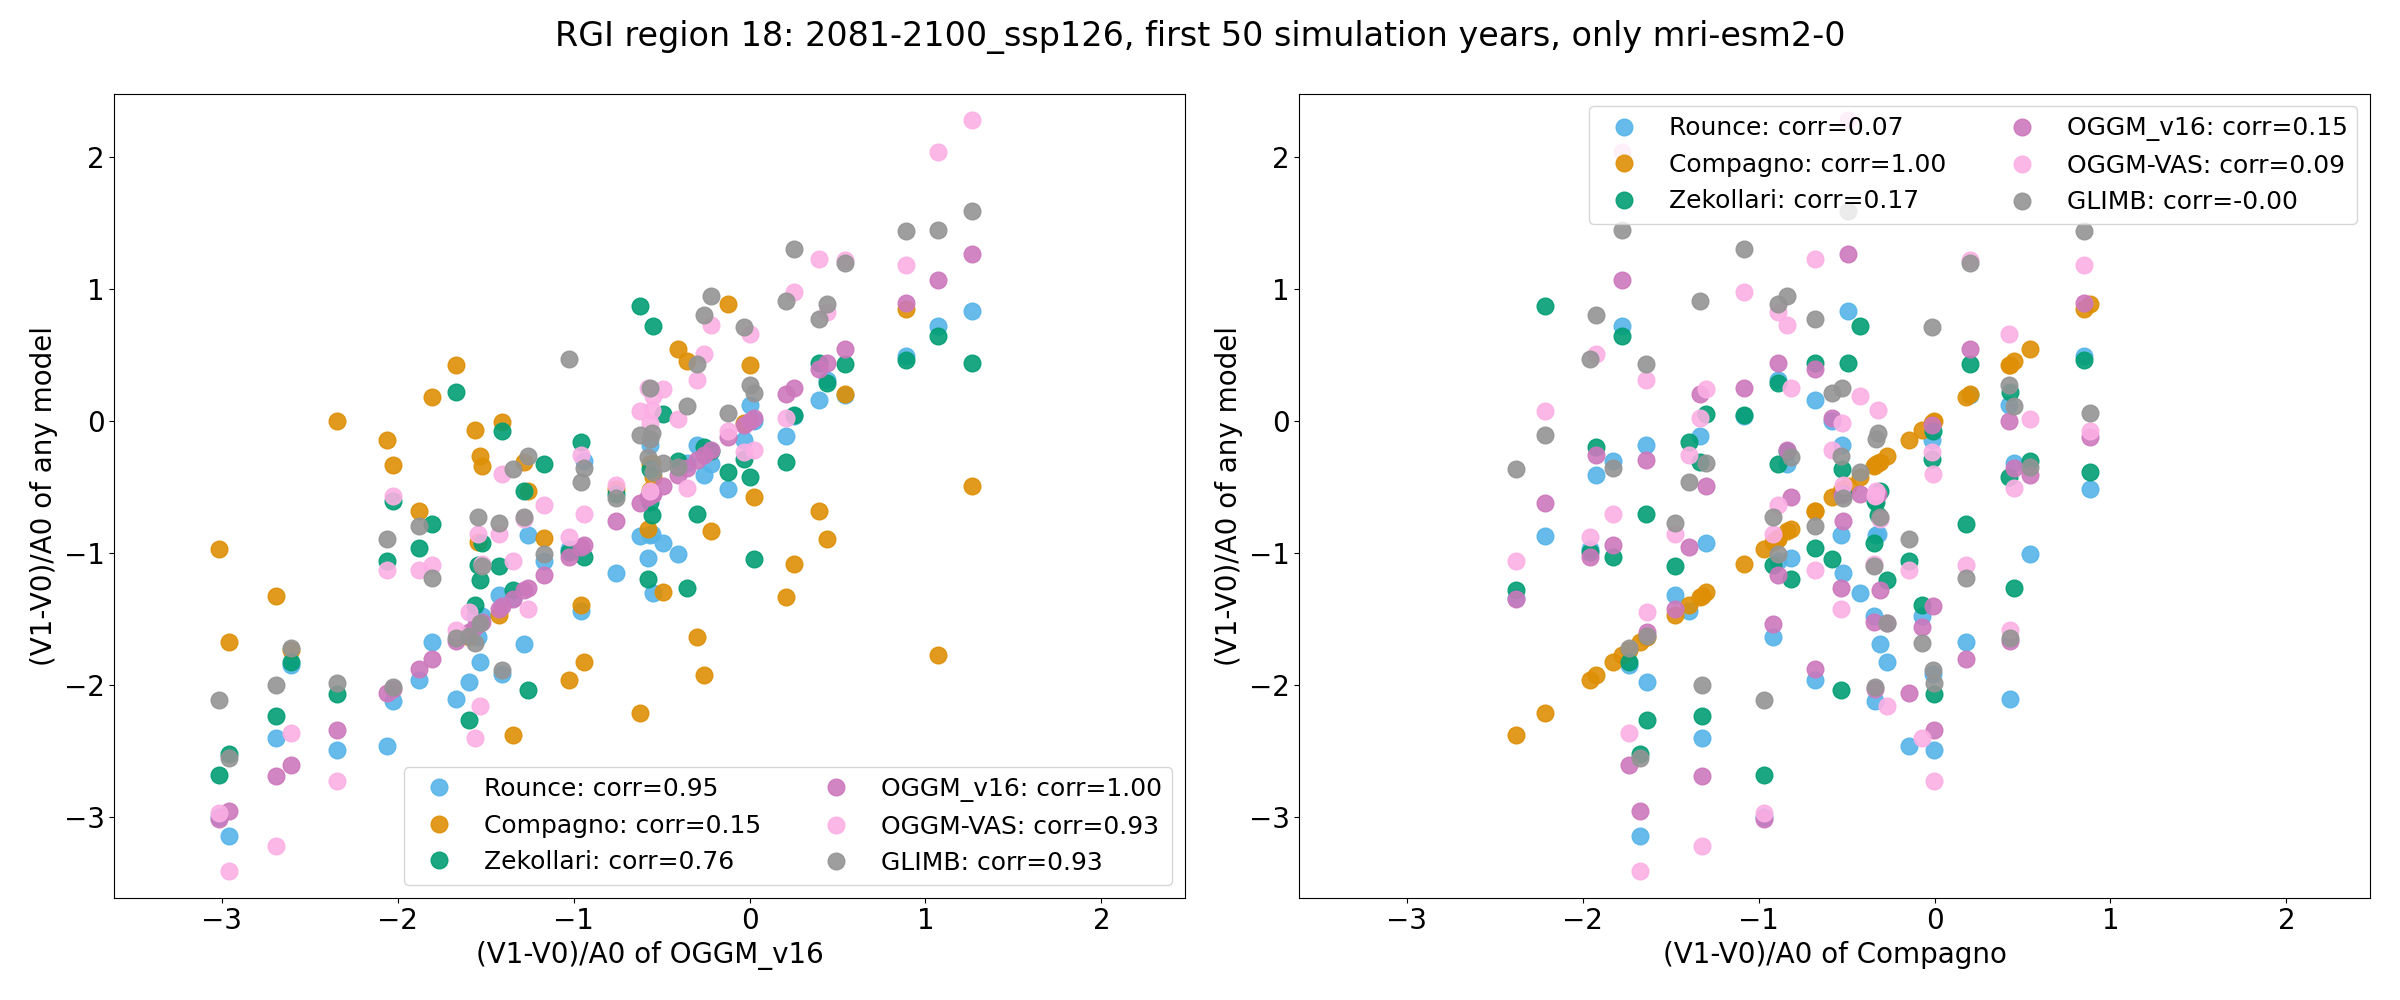 RGI region 18: 2081-2100_ssp126, first 50 simulation years, only mri-esm2-0
(V1-V0)/A0 of any model
2
1
0
−1
−2
−3
Rounce: corr=0.95
Compagno: corr=0.15
Zekollari: corr=0.76
OGGM_v16: corr=1.00
OGGM-VAS: corr=0.93
GLIMB: corr=0.93
−3 −2 −1 0 1 2
(V1-V0)/A0 of OGGM_v16
(V1-V0)/A0 of any model
2
1
0
−1
−2
−3
Rounce: corr=0.07
Compagno: corr=1.00
Zekollari: corr=0.17
OGGM_v16: corr=0.15
OGGM-VAS: corr=0.09
GLIMB: corr=-0.00
−3 −2 −1 0 1 2
(V1-V0)/A0 of Compagno